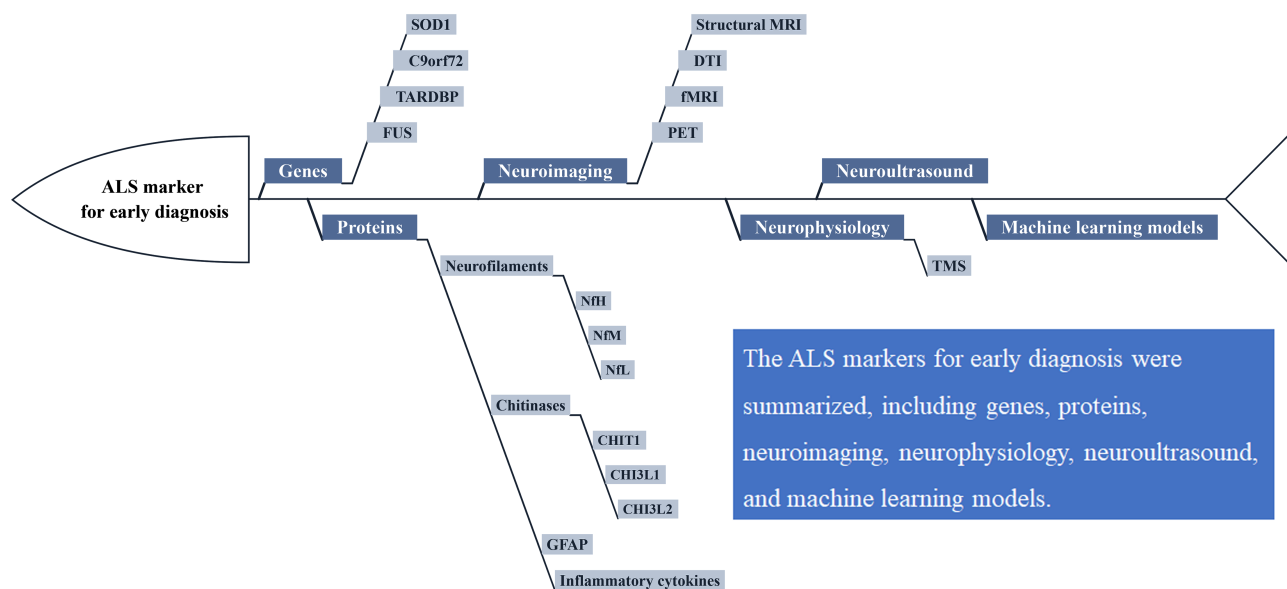 ALS marker
for early diagnosis
Genes
SOD1
C9orf72
TARDBP
FUS
Proteins
Neurofilaments
NfH
NfM
NfL
Chitinases
CHIT1
CHI3L1
CHI3L2
GFAP
Inflammatory cytokines
Neuroimaging
Structural MRI
DTI
fMRI
PET
Neurophysiology
TMS
Neuroultrasound
Machine learning models
The ALS markers for early diagnosis were
summarized, including genes, proteins,
neuroimaging, neurophysiology, neuroultrasound,
and machine learning models.